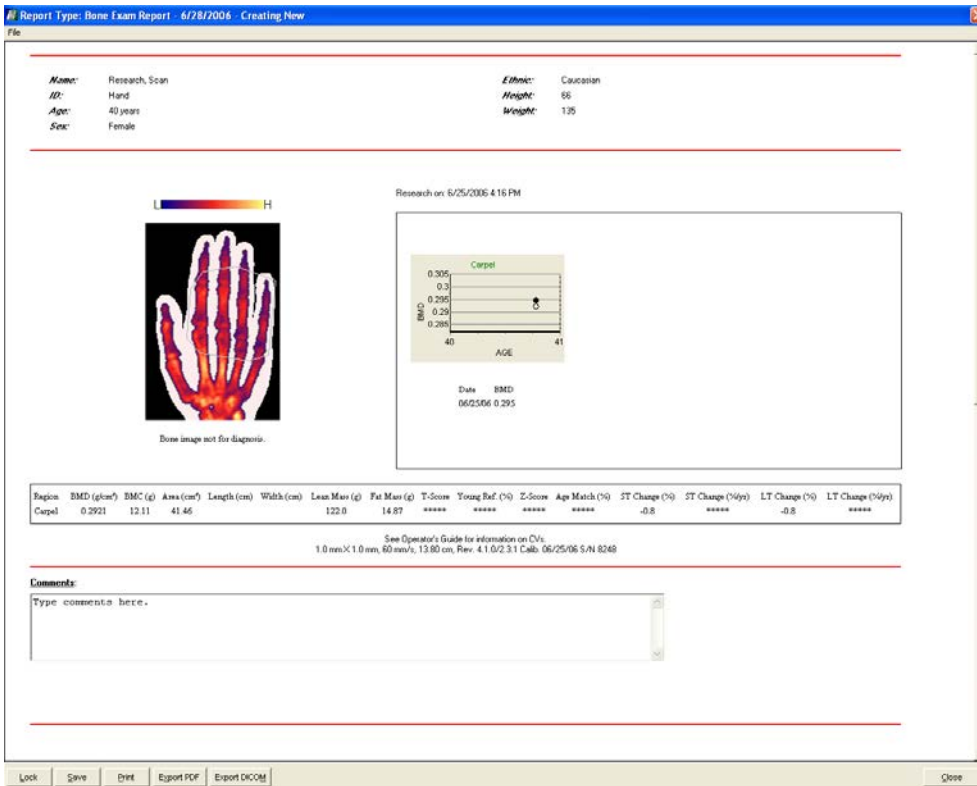 Report Type: Bone Exam Report - 6/28/2006 - Creating New
File
Name: Research, Scan
ID: Hand
Age: 40 years
Sex: Female
Ethnic: Caucasian
Height: 66
Weight: 135
L H
Bone image not for diagnosis.
Research on: 6/25/2006 4:16 PM
Carpel
0.305
0.3
0.295
0.29
0.285
BMD
40 41
AGE
Date BMD
06/25/06 0.295
Region BMD (g/cm²) BMC (g) Area (cm²) Length (cm) Width (cm) Lean Mass (g) Fat Mass (g) T-Score Young Ref. (%) Z-Score Age Match (%) ST Change (%) ST Change (%/yr) LT Change (%) LT Change (%/yr)
Carpel 0.2921 12.11 41.46 122.0 14.87 ***** ***** ***** ***** -0.8 ***** -0.8 *****
See Operator's Guide for information on CVs.
1.0 mm X 1.0 mm, 60 mm/s, 13.80 cm, Rev. 4.1.0/2.3.1 Calib. 06/25/06 S/N 8248
Comments:
Type comments here.
Lock Save Print Export PDF Export DICOM Close